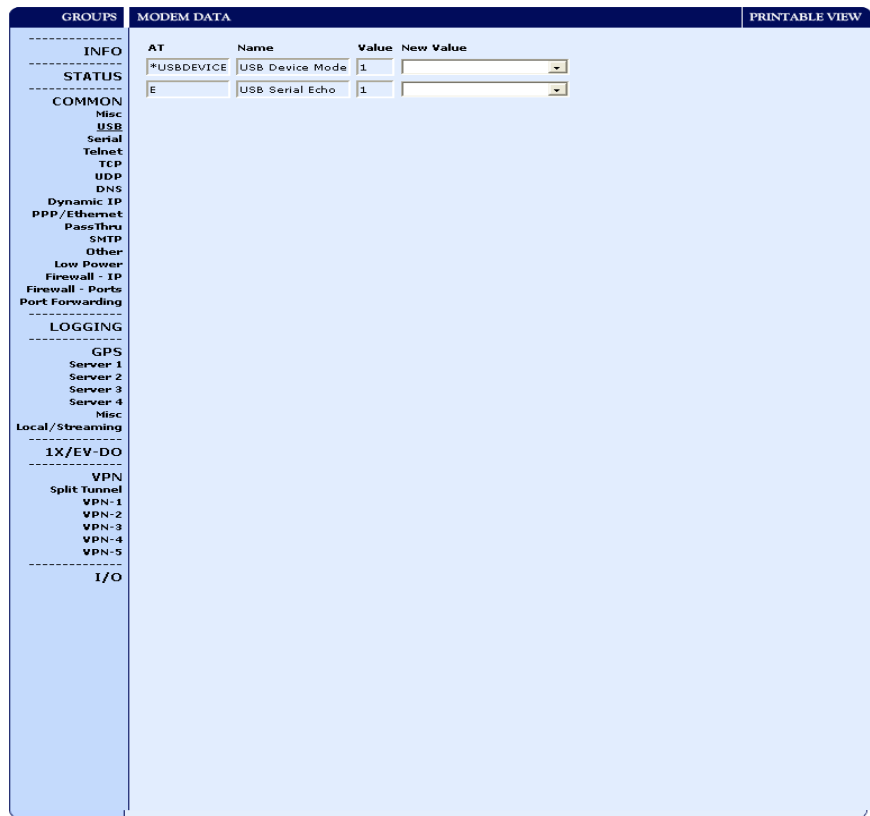 GROUPS MODEM DATA PRINTABLE VIEW
INFO
STATUS
COMMON
Misc
USB
Serial
Telnet
TCP
UDP
DNS
Dynamic IP
PPP/Ethernet
PassThru
SMTP
Other
Low Power
Firewall - IP
Firewall - Ports
Port Forwarding
LOGGING
GPS
Server 1
Server 2
Server 3
Server 4
Misc
Local/Streaming
1X/EV-DO
VPN
Split Tunnel
VPN-1
VPN-2
VPN-3
VPN-4
VPN-5
I/O
AT Name Value New Value
*USBDEVICE USB Device Mode 1
E USB Serial Echo 1